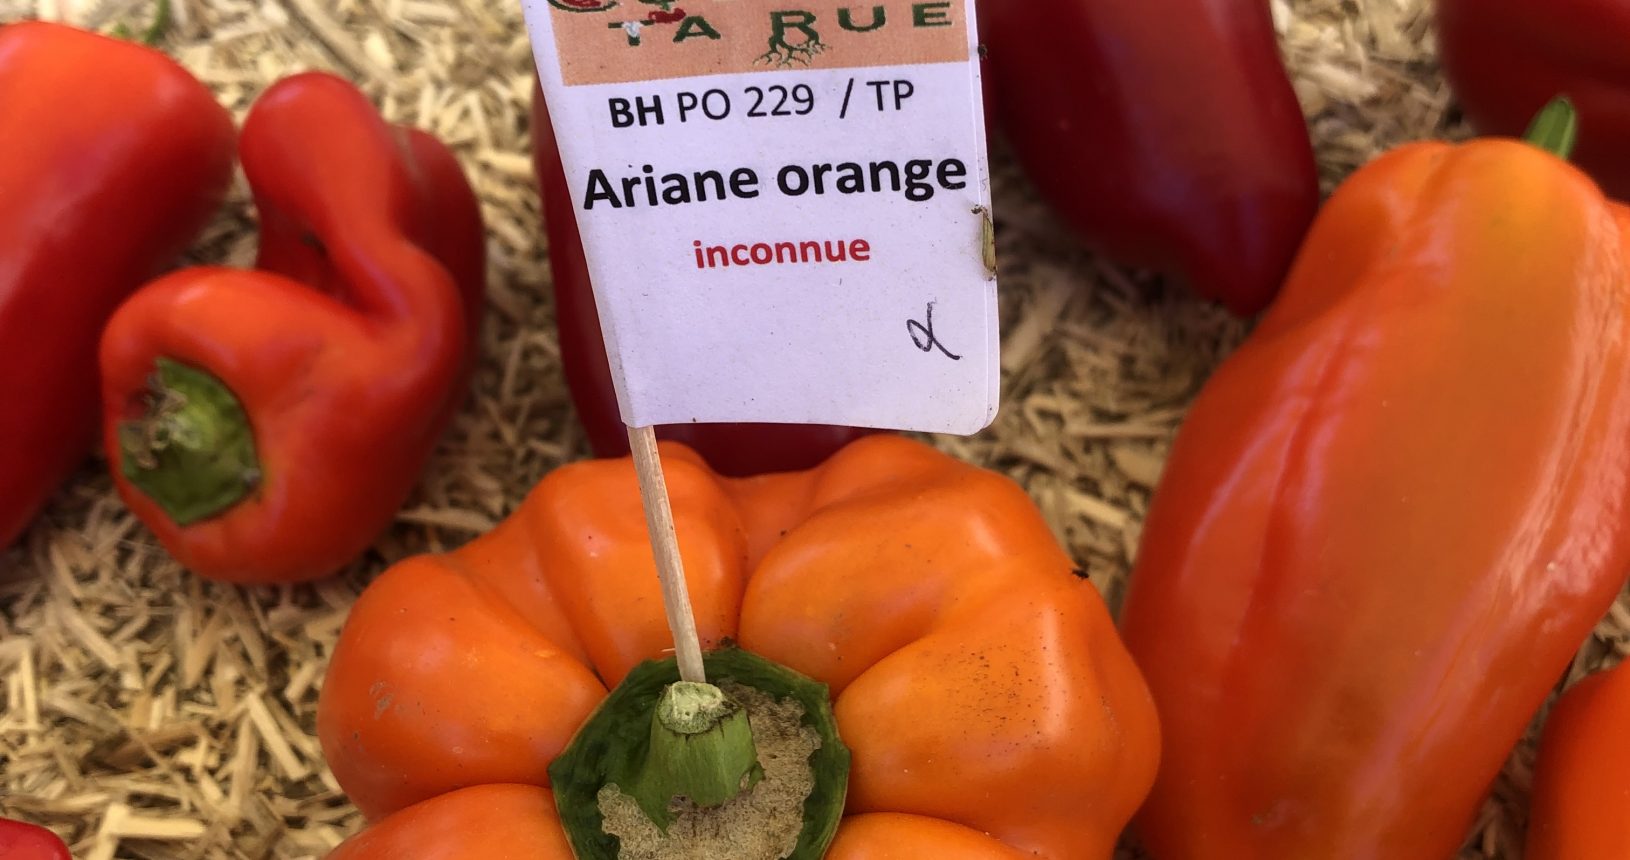 TA RUE
BH PO 229 / TP
Ariane orange
inconnue
α